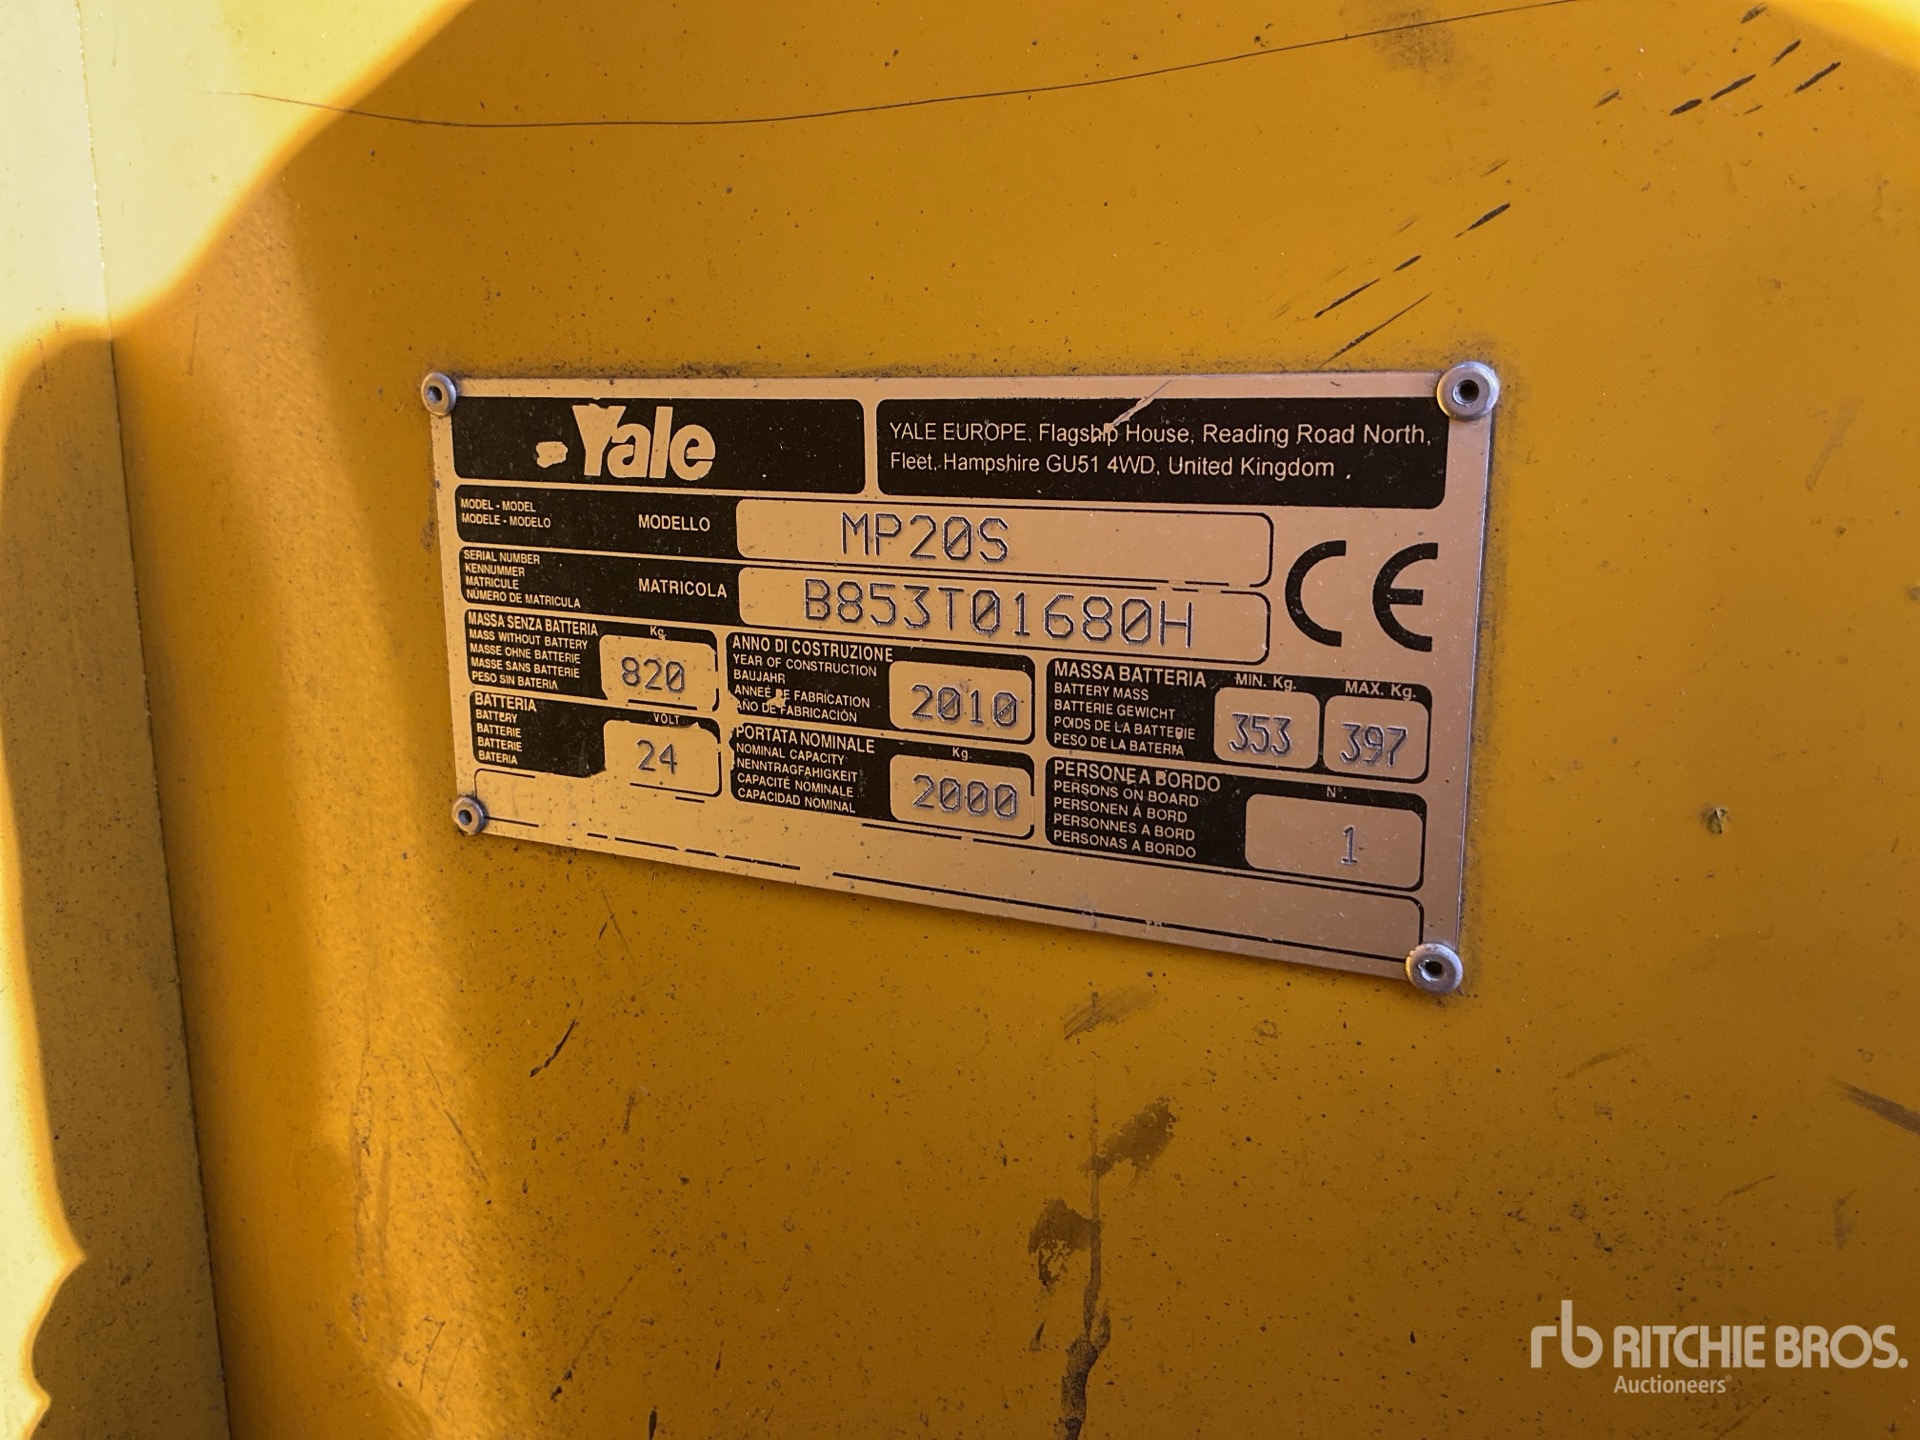 Yale
YALE EUROPE, Flagship House, Reading Road North,
Fleet, Hampshire GU51 4WD, United Kingdom
MODEL - MODEL
MODELE - MODELO
MODELLO
MP20S
SERIAL NUMBER
KENNUMMER
MATRICULE
NÚMERO DE MATRICULA
MATRICOLA
B853T01680H
CE
MASSA SENZA BATTERIA
MASS WITHOUT BATTERY
MASSE OHNE BATTERIE
MASSE SANS BATTERIE
PESO SIN BATERIA
Kg.
820
ANNO DI COSTRUZIONE
YEAR OF CONSTRUCTION
BAUJAHR
ANNEÉ DE FABRICATION
AÑO DE FABRICACIÓN
2010
MASSA BATTERIA
BATTERY MASS
BATTERIE GEWICHT
POIDS DE LA BATTERIE
PESO DE LA BATERIA
MIN. Kg.
353
MAX. Kg.
397
BATTERIA
BATTERY
BATTERIE
BATTERIE
BATERIA
VOLT
24
PORTATA NOMINALE
NOMINAL CAPACITY
NENNTRAGFAHIGKEIT
CAPACITÉ NOMINALE
CAPACIDAD NOMINAL
Kg.
2000
PERSONE A BORDO
PERSONS ON BOARD
PERSONEN Á BORD
PERSONNES A BORD
PERSONAS A BORDO
N°.
1
rb RITCHIE BROS.
Auctioneers